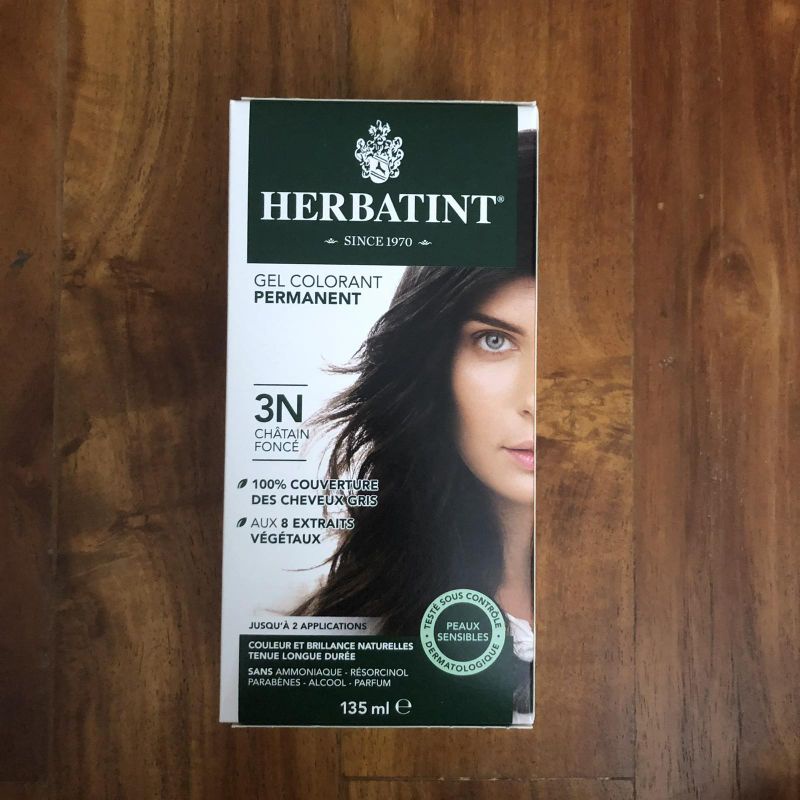 HERBATINT®
SINCE 1970
GEL COLORANT
PERMANENT
3N
CHÂTAIN
FONCÉ
100% COUVERTURE
DES CHEVEUX GRIS
AUX 8 EXTRAITS
VÉGÉTAUX
TESTÉ SOUS CONTRÔLE
DERMATOLOGIQUE
PEAUX
SENSIBLES
JUSQU'À 2 APPLICATIONS
COULEUR ET BRILLANCE NATURELLES
TENUE LONGUE DURÉE
SANS AMMONIAQUE - RÉSORCINOL
PARABÈNES - ALCOOL - PARFUM
135 ml ℮